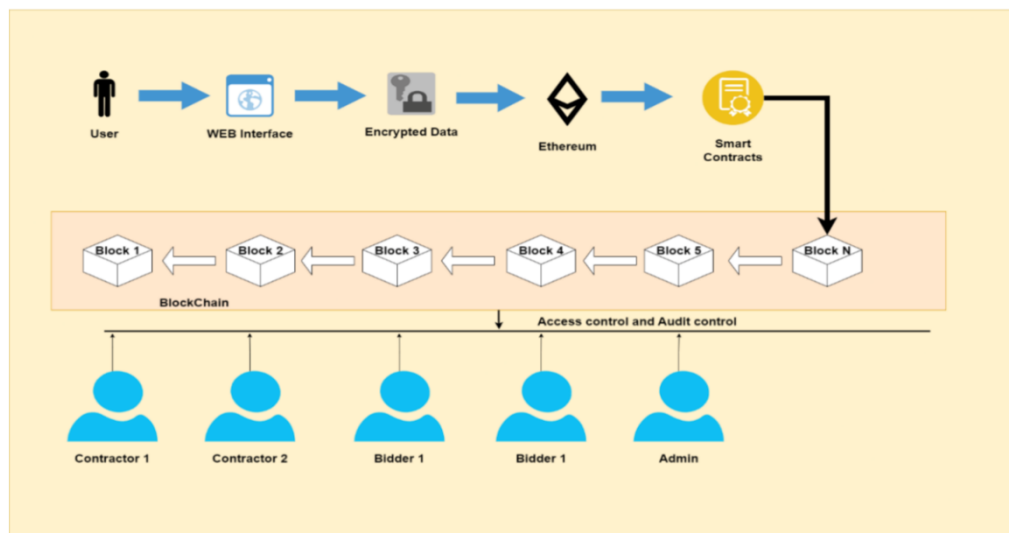 User
WEB Interface
Encrypted Data
Ethereum
Smart
Contracts
Block 1
Block 2
Block 3
Block 4
Block 5
Block N
BlockChain
Access control and Audit control
Contractor 1
Contractor 2
Bidder 1
Bidder 1
Admin